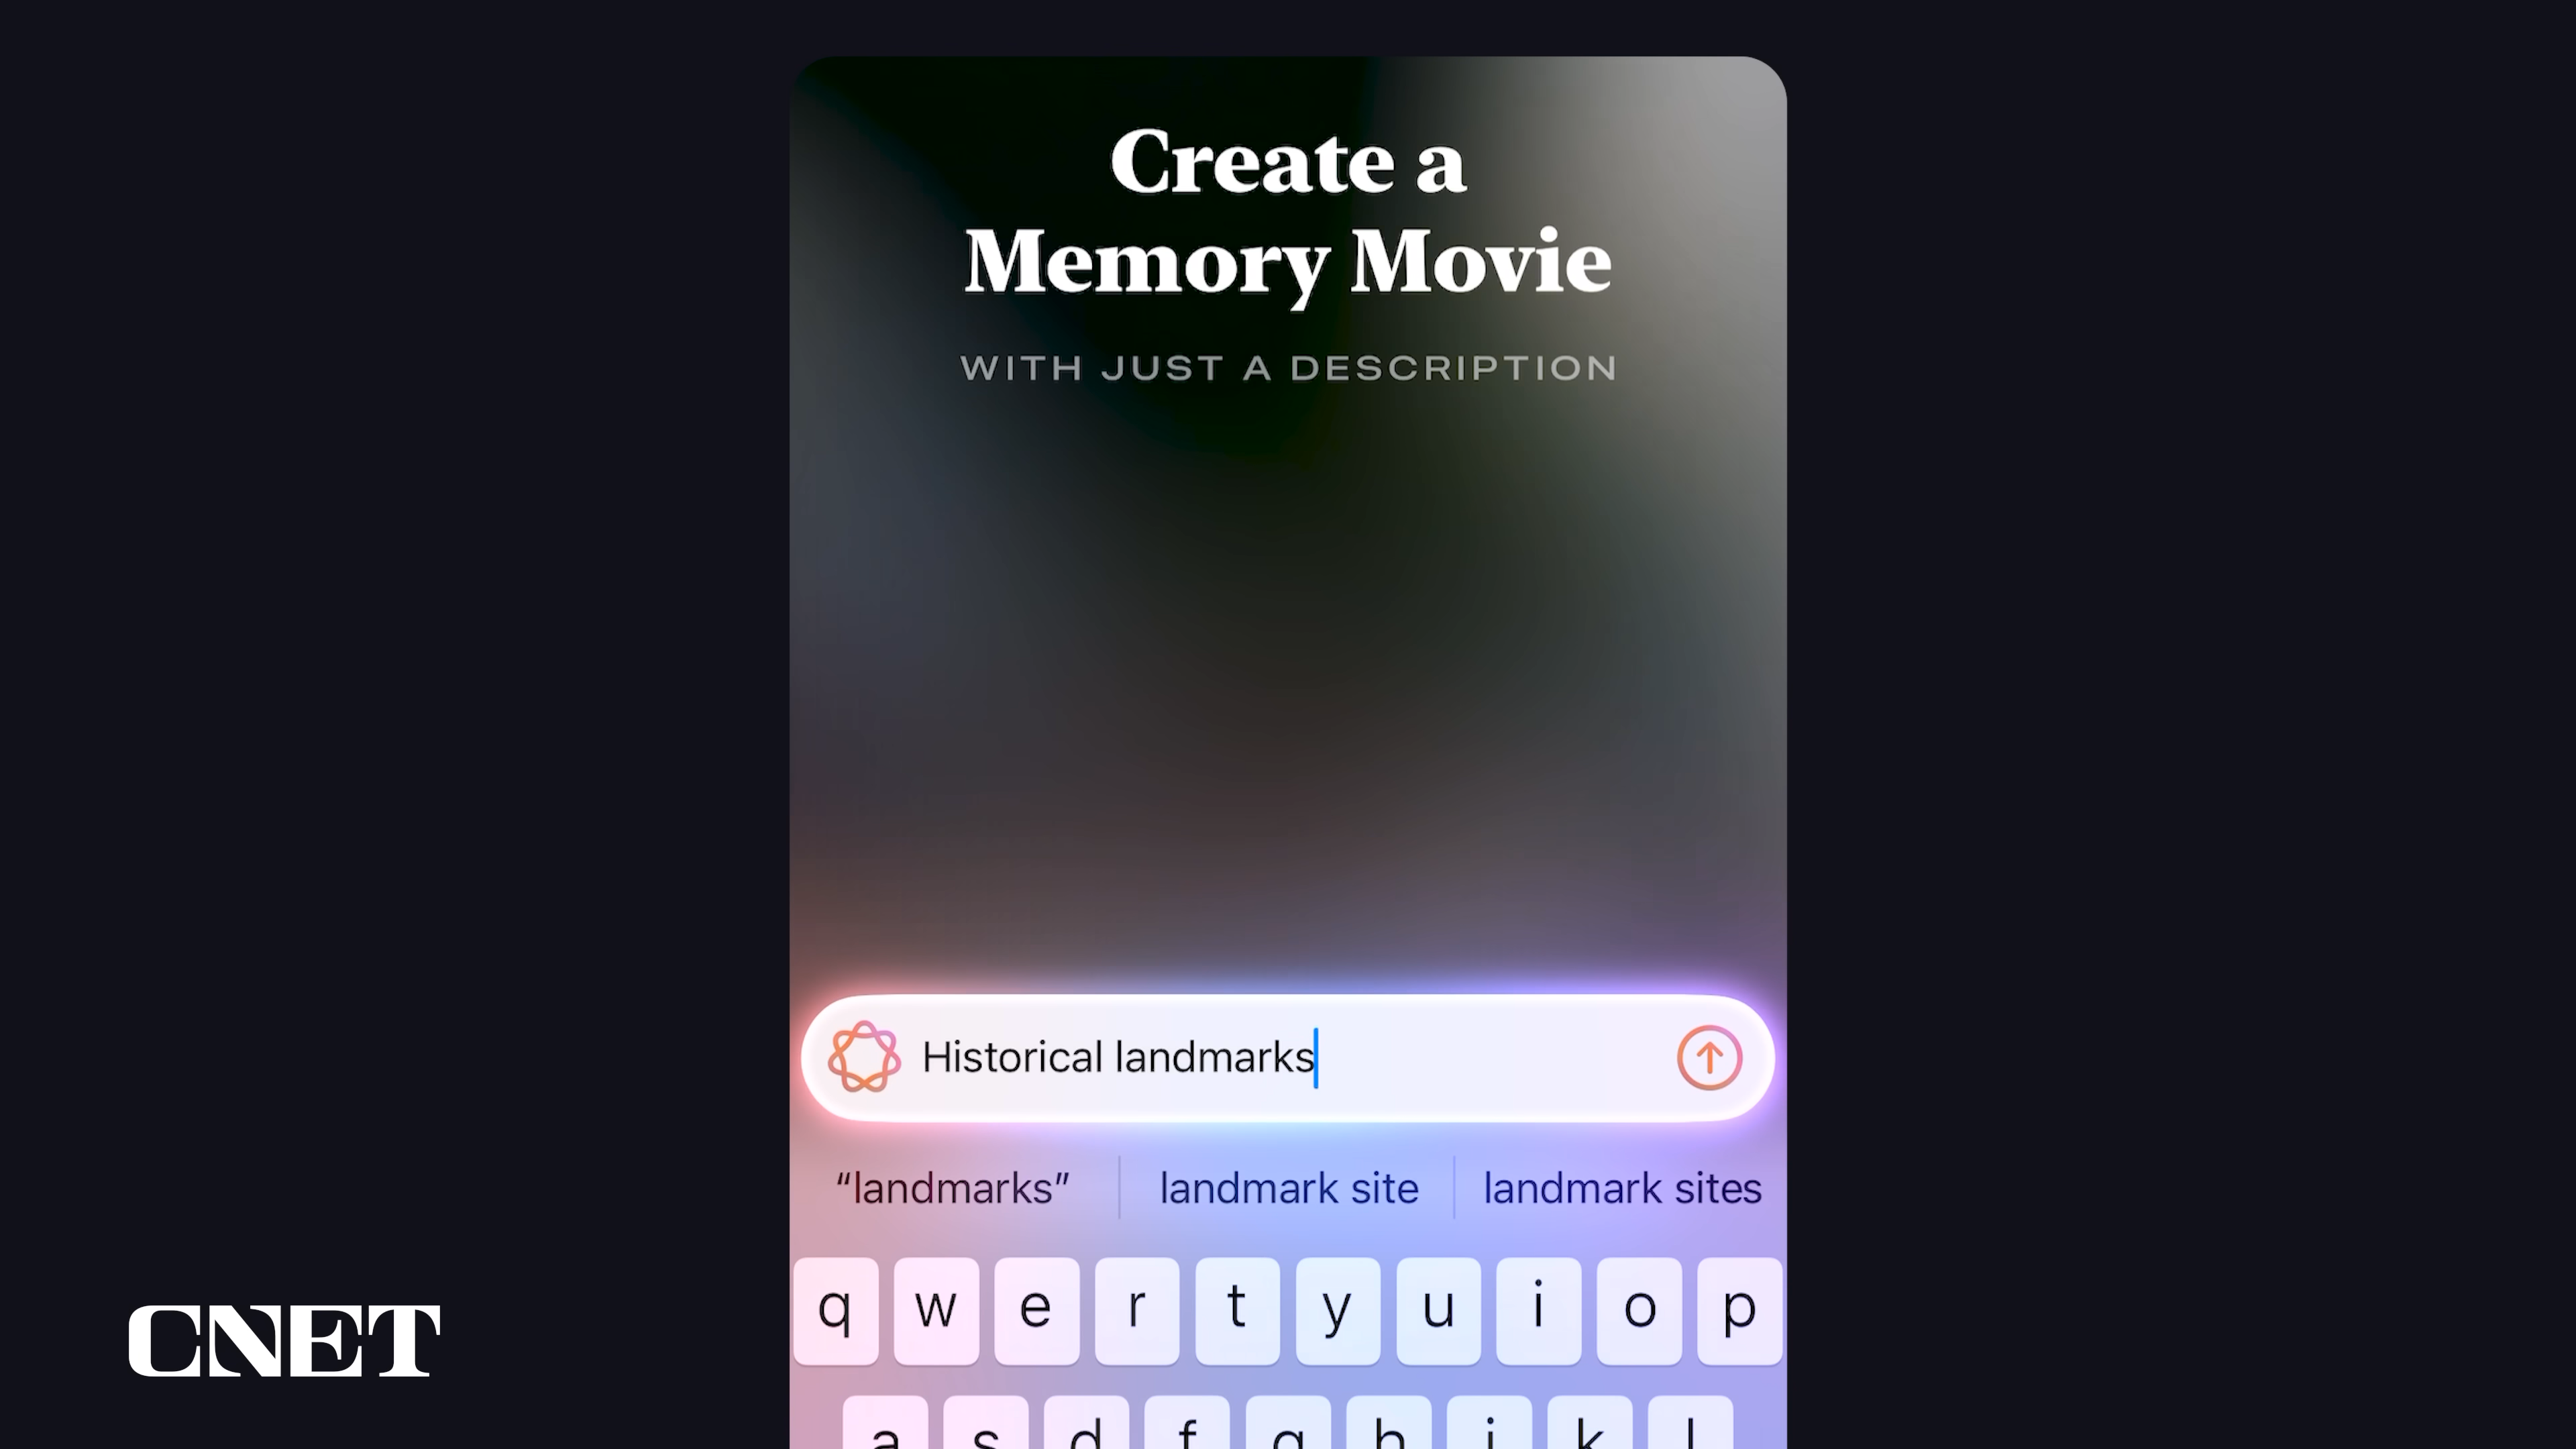 Create a
Memory Movie
WITH JUST A DESCRIPTION
Historical landmarks
“landmarks” landmark site landmark sites
q w e r t y u i o p
a s d f g h j k l
CNET